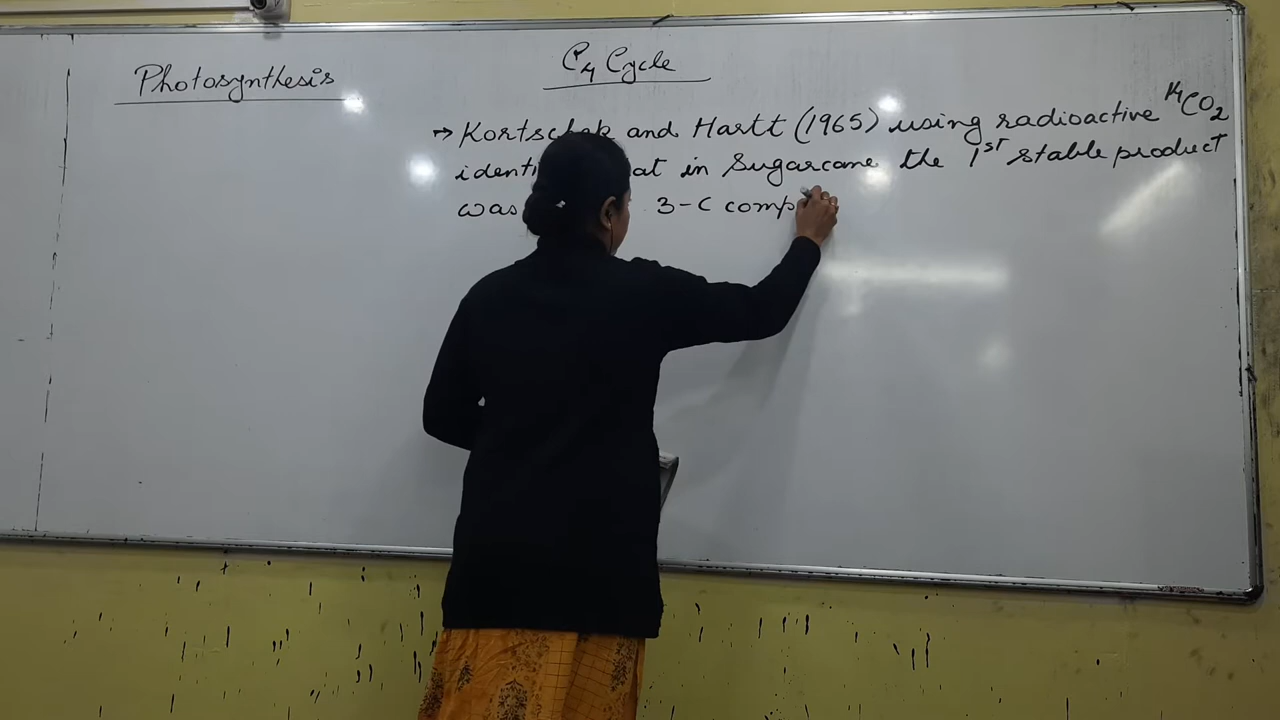 Photosynthesis
C4 Cycle
→ Kortschak and Hartt (1965) using radioactive ¹⁴CO₂
in Sugarcane the 1st stable product
was 3-C comp